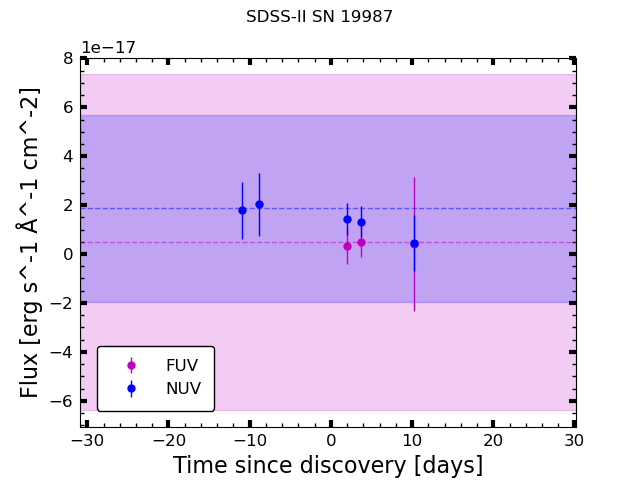 SDSS-II SN 19987
1e−17
8
6
4
2
0
−2
−4
−6
Flux [erg s^-1 Å^-1 cm^-2]
FUV
NUV
−30 −20 −10 0 10 20 30
Time since discovery [days]